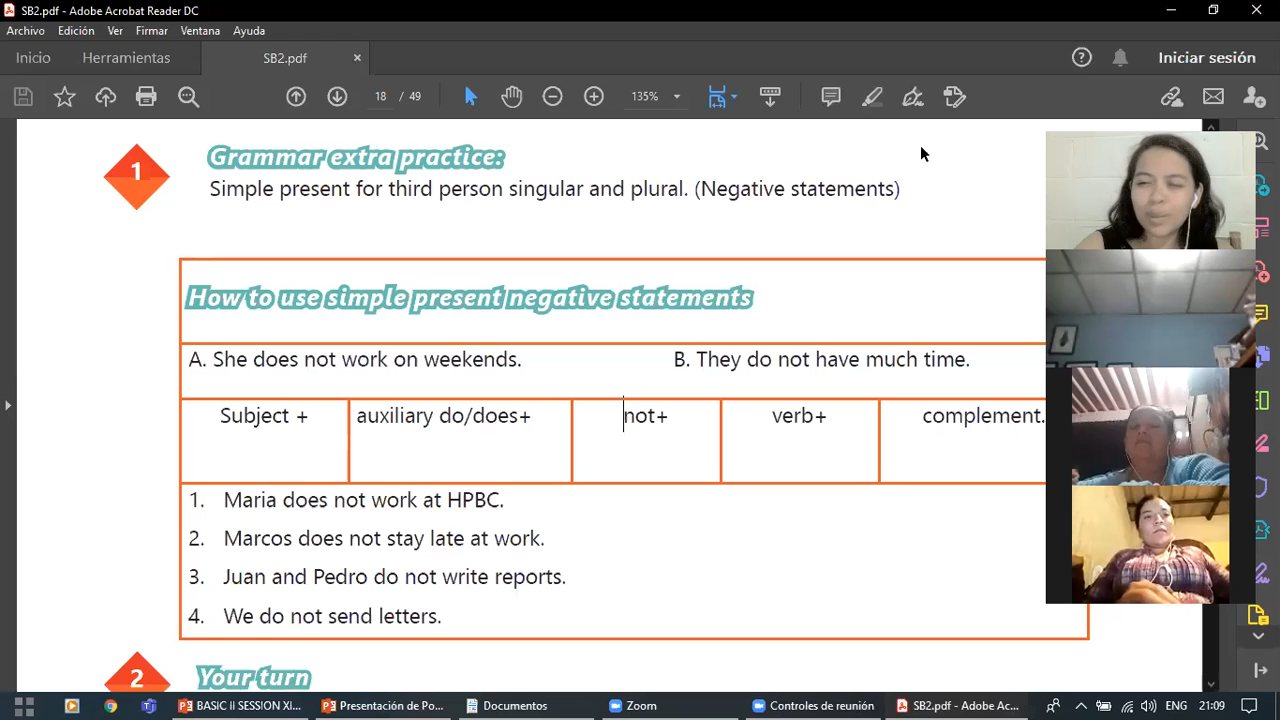 SB2.pdf - Adobe Acrobat Reader DC
Archivo Edición Ver Firmar Ventana Ayuda
Inicio Herramientas SB2.pdf × Iniciar sesión
18 / 49 135%
1 Grammar extra practice:
Simple present for third person singular and plural. (Negative statements)
How to use simple present negative statements
A. She does not work on weekends. B. They do not have much time.
Subject + auxiliary do/does+ not+ verb+ complement.
1. Maria does not work at HPBC.
2. Marcos does not stay late at work.
3. Juan and Pedro do not write reports.
4. We do not send letters.
2 Your turn
BASIC II SESSION XI... Presentación de Po... Documentos Zoom Controles de reunión SB2.pdf - Adobe Ac... ENG 21:09